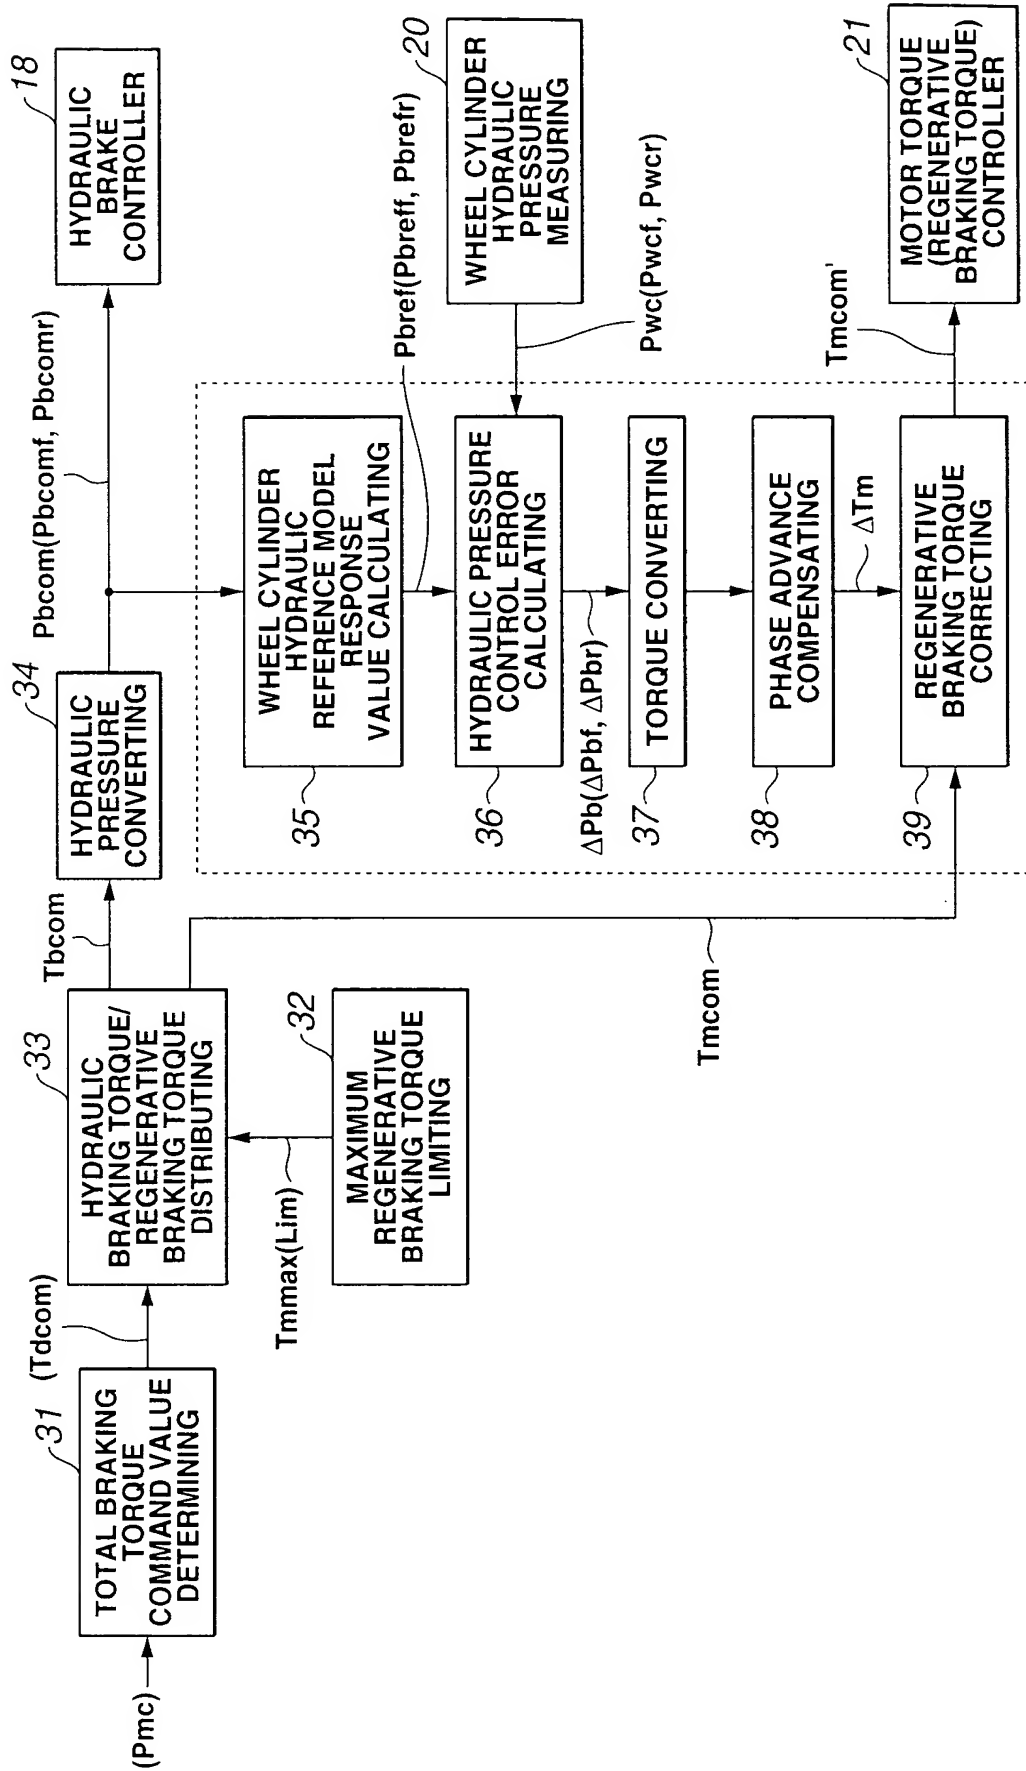 (Pmc)
31
TOTAL BRAKING
TORQUE
COMMAND VALUE
DETERMINING
(Tdcom)
33
HYDRAULIC
BRAKING TORQUE/
REGENERATIVE
BRAKING TORQUE
DISTRIBUTING
Tmmax(Lim)
32
MAXIMUM
REGENERATIVE
BRAKING TORQUE
LIMITING
Tbcom
34
HYDRAULIC
PRESSURE
CONVERTING
Pbcom(Pbcomf, Pbcomr)
18
HYDRAULIC
BRAKE
CONTROLLER
35
WHEEL CYLINDER
HYDRAULIC
REFERENCE MODEL
RESPONSE
VALUE CALCULATING
Pbref(Pbreff, Pbrefr)
20
WHEEL CYLINDER
HYDRAULIC
PRESSURE
MEASURING
Pwc(Pwcf, Pwcr)
36
HYDRAULIC PRESSURE
CONTROL ERROR
CALCULATING
ΔPb(ΔPbf, ΔPbr)
37
TORQUE CONVERTING
38
PHASE ADVANCE
COMPENSATING
ΔTm
Tmcom
39
REGENERATIVE
BRAKING TORQUE
CORRECTING
Tmcom'
21
MOTOR TORQUE
(REGENERATIVE
BRAKING TORQUE)
CONTROLLER